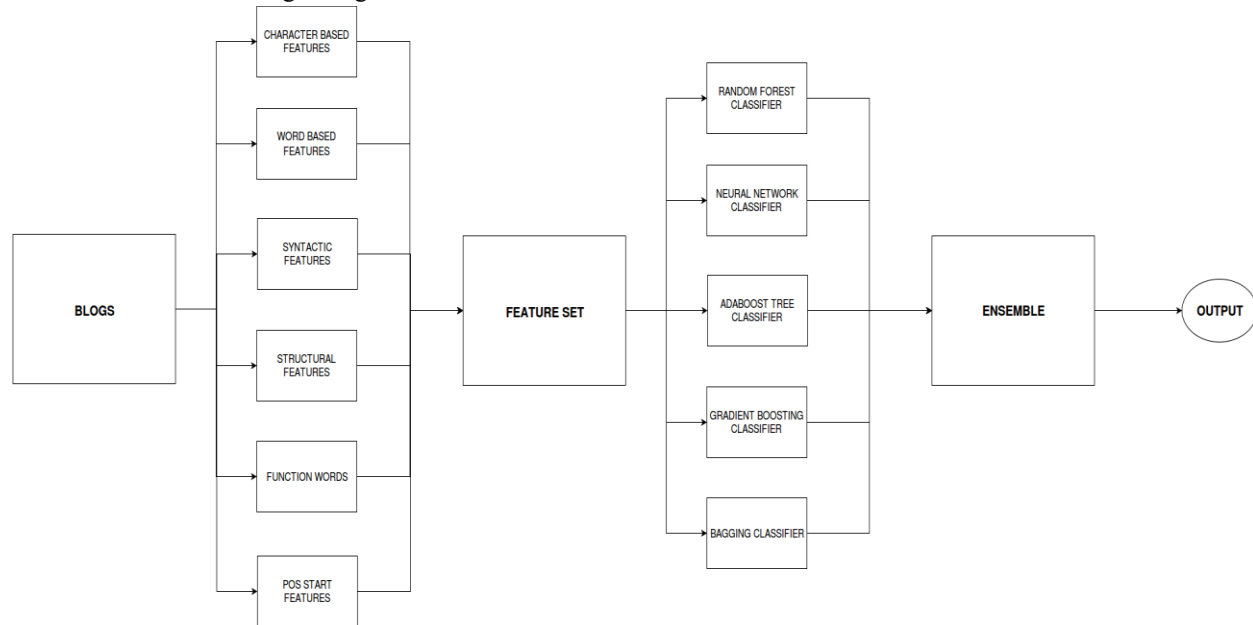 CHARACTER BASED
FEATURES
WORD BASED
FEATURES
SYNTACTIC
FEATURES
STRUCTURAL
FEATURES
FUNCTION WORDS
POS START
FEATURES
BLOGS
FEATURE SET
RANDOM FOREST
CLASSIFIER
NEURAL NETWORK
CLASSIFIER
ADABOOST TREE
CLASSIFIER
GRADIENT BOOSTING
CLASSIFIER
BAGGING CLASSIFIER
ENSEMBLE
OUTPUT